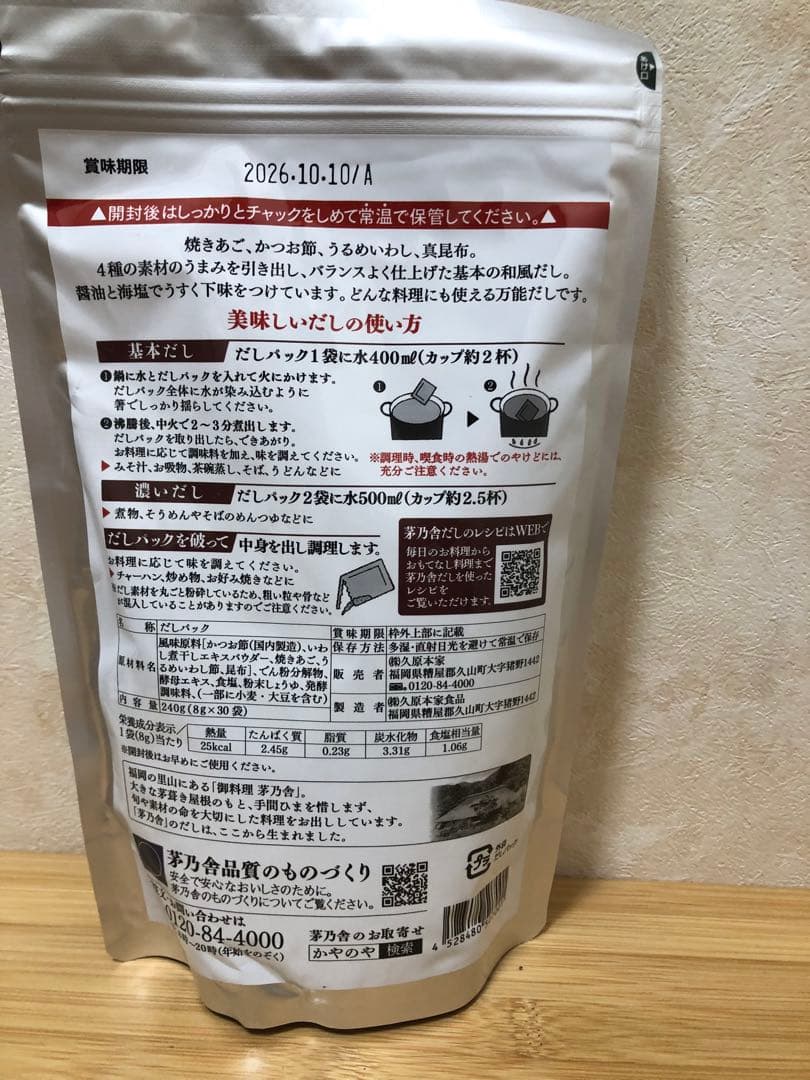 あけ口
賞味期限 2026.10.10/A
▲開封後はしっかりとチャックをしめて常温で保管してください。▲
焼きあご、かつお節、うるめいわし、真昆布。
4種の素材のうまみを引き出し、バランスよく仕上げた基本の和風だし。
醤油と海塩でうすく下味をつけています。どんな料理にも使える万能だしです。
美味しいだしの使い方
基本だし だしパック1袋に水400㎖(カップ約2杯)
❶鍋に水とだしパックを入れて火にかけます。
だしパック全体に水が染み込むように
箸でしっかり揺らしてください。
❷沸騰後、中火で2〜3分煮出します。
だしパックを取り出したら、できあがり。
お料理に応じて調味料を加え、味を調えてください。
▶みそ汁、お吸物、茶碗蒸し、そば、うどんなどに
❶
❷
※調理時、喫食時の熱湯でのやけどには、
充分ご注意ください。
濃いだし だしパック2袋に水500㎖(カップ約2.5杯)
▶煮物、そうめんやそばのめんつゆなどに
だしパックを破って 中身を出し調理します。
お料理に応じて味を調えてください。
▶チャーハン、炒め物、お好み焼きなどに
だし素材を丸ごと粉砕しているため、粗い粒や骨など
が混入していることがありますのでご注意ください。
茅乃舎だしのレシピはWEBで
毎日のお料理から
おもてなし料理まで
茅乃舎だしを使った
レシピを
ご覧いただけます。
名称 だしパック
原材料名 風味原料[かつお節(国内製造)、いわ
し煮干しエキスパウダー、焼きあご、う
るめいわし節、昆布]、でん粉分解物、
酵母エキス、食塩、粉末しょうゆ、発酵
調味料、(一部に小麦・大豆を含む)
内容量 240g(8g×30袋)
賞味期限 枠外上部に記載
保存方法 多湿・直射日光を避けて常温で保存
販売者 ㈱久原本家
福岡県糟屋郡久山町大字猪野1442
0120-84-4000
製造者 ㈱久原本家食品
福岡県糟屋郡久山町大字猪野1442
栄養成分表示
1袋(8g)当たり
熱量 たんぱく質 脂質 炭水化物 食塩相当量
25kcal 2.45g 0.23g 3.31g 1.06g
※開封後はお早めにご使用ください。
福岡の里山にある「御料理 茅乃舎」。
大きな茅葺き屋根のもと、手間ひまを惜しまず、
旬や素材の命を大切にした料理をお出ししています。
「茅乃舎」のだしは、ここから生まれました。
茅乃舎品質のものづくり
安全で安心なおいしさのために。
茅乃舎のものづくりについてご覧ください。
プラ
外袋
だしパック
お問い合わせは
0120-84-4000
〜20時(年始をのぞく)
茅乃舎のお取寄せ
かやのや 検索
4 528480